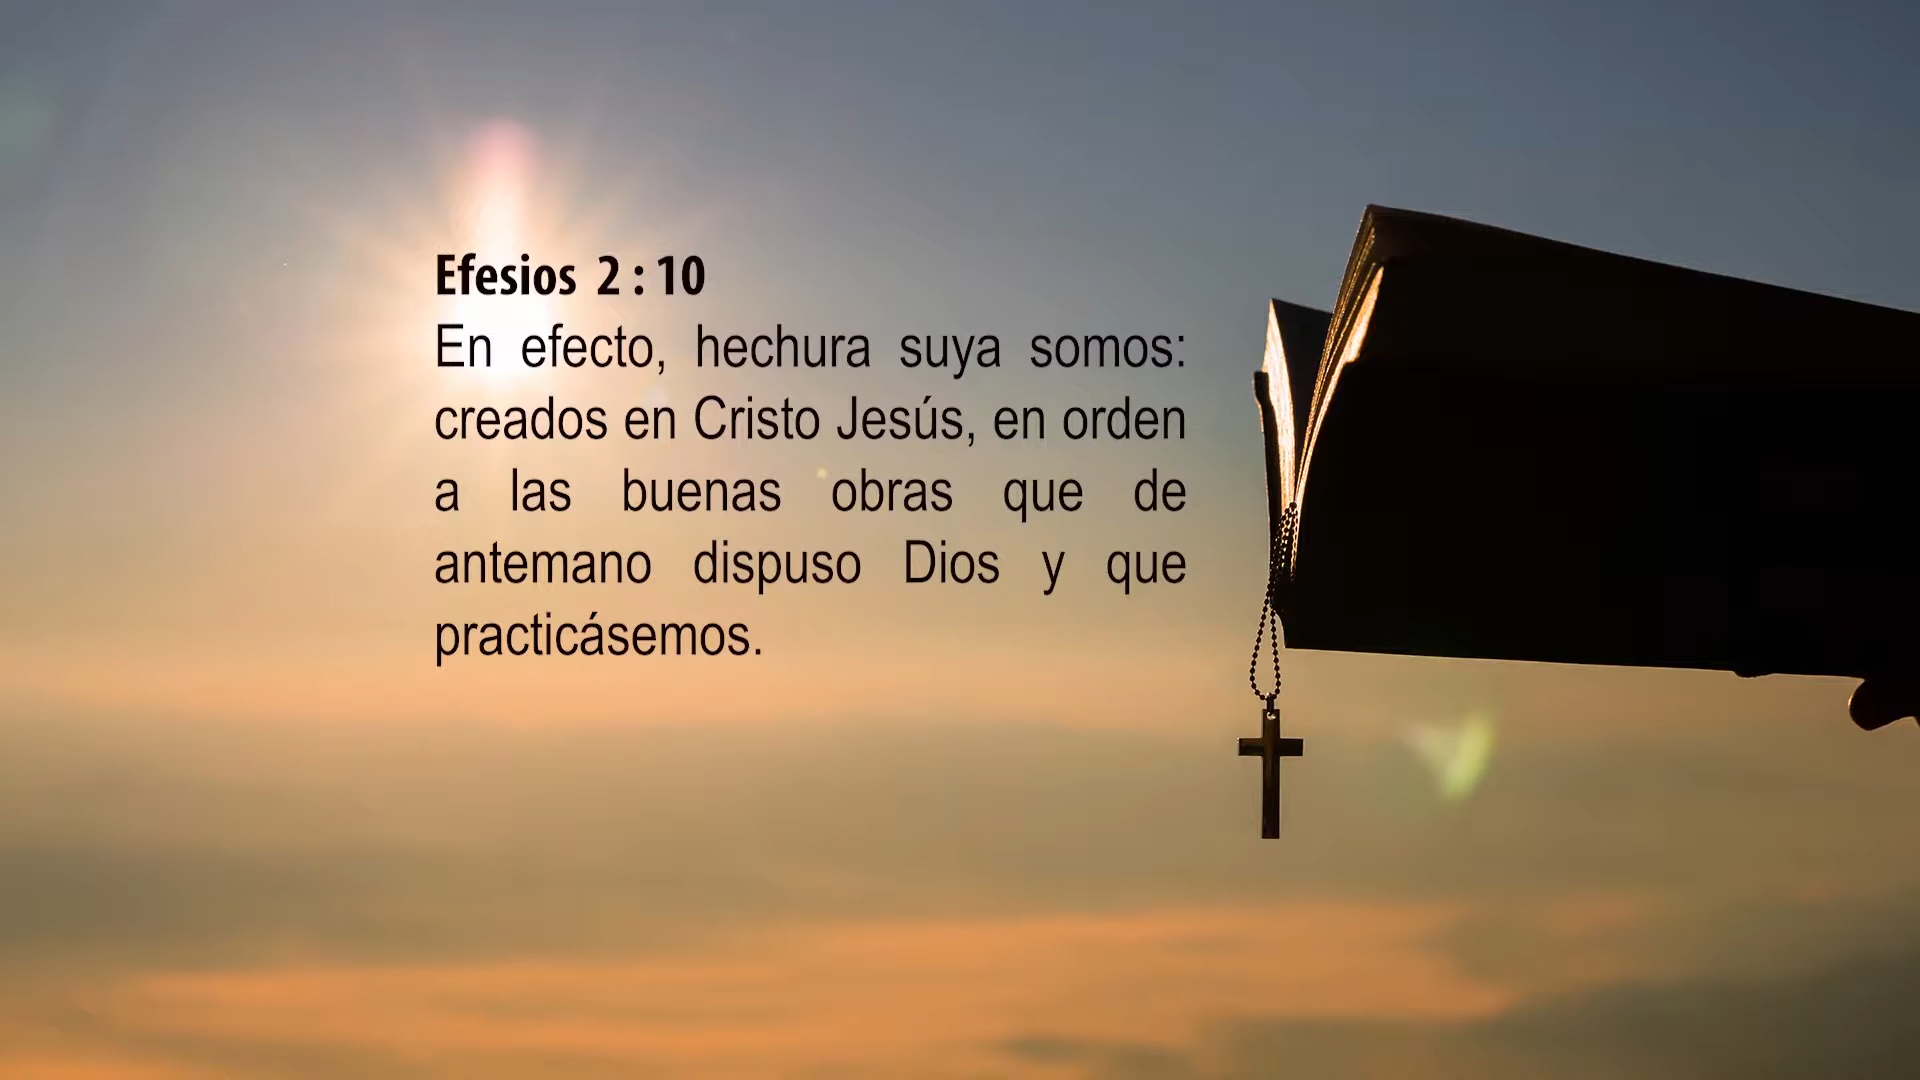 Efesios 2 : 10
En efecto, hechura suya somos:
creados en Cristo Jesús, en orden
a las buenas obras que de
antemano dispuso Dios y que
practicásemos.